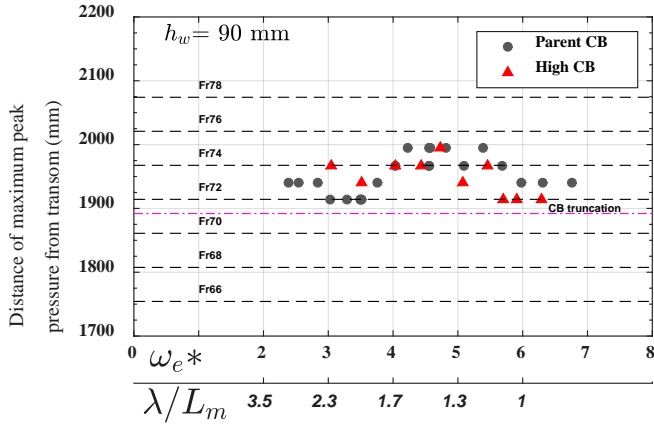 2200
2100
2000
1900
1800
1700
Distance of maximum peak
pressure from transom (mm)
h_w = 90 mm
Parent CB
High CB
Fr78
Fr76
Fr74
Fr72
CB truncation
Fr70
Fr68
Fr66
0 2 3 4 5 6 7 8
ω_e*
λ/L_m 3.5 2.3 1.7 1.3 1